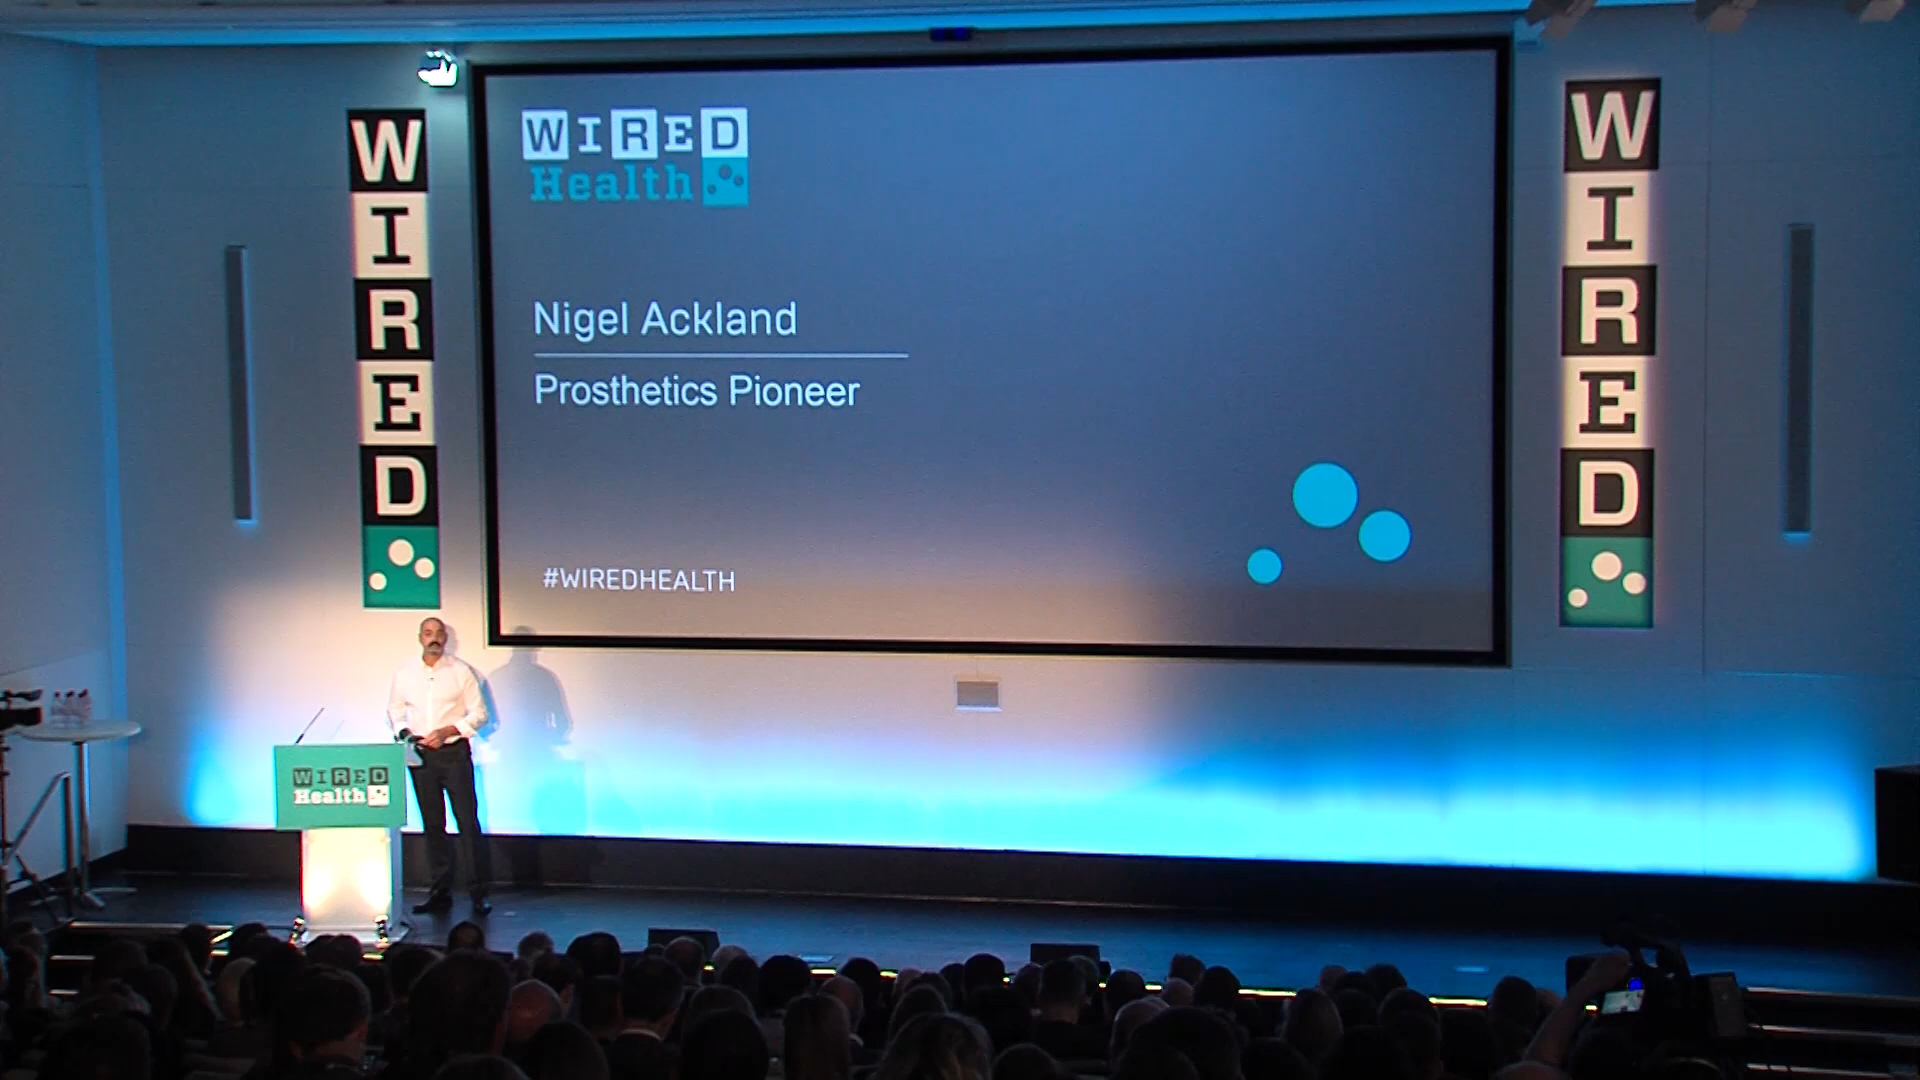 WIRED
WIRED
Health
Nigel Ackland
Prosthetics Pioneer
#WIREDHEALTH
WIRED
WIRED
Health